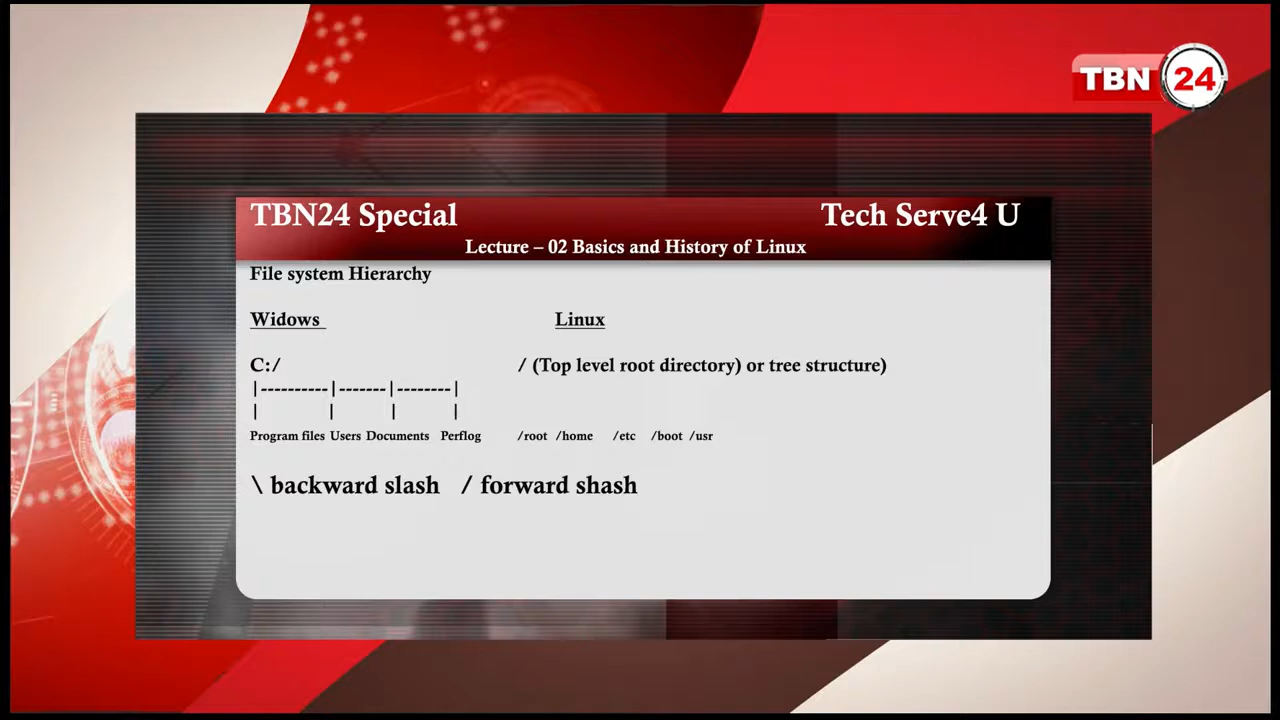 TBN 24
TBN24 Special Tech Serve4 U
Lecture – 02 Basics and History of Linux
File system Hierarchy
Widows Linux
C:/ / (Top level root directory) or tree structure)
|----------|-------|--------|
| | | |
Program files Users Documents Perflog /root /home /etc /boot /usr
\ backward slash / forward shash